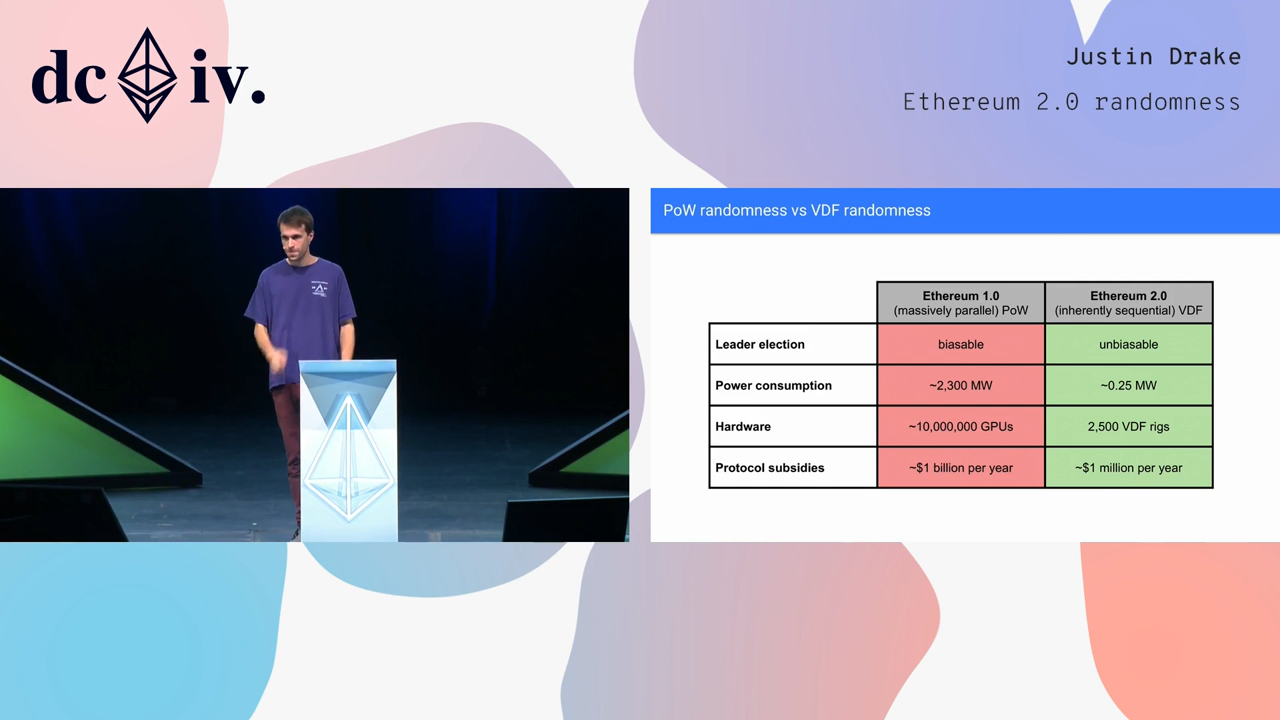 dc iv.
Justin Drake
Ethereum 2.0 randomness
PoW randomness vs VDF randomness
Ethereum 1.0
(massively parallel) PoW
Ethereum 2.0
(inherently sequential) VDF
Leader election
biasable
unbiasable
Power consumption
~2,300 MW
~0.25 MW
Hardware
~10,000,000 GPUs
2,500 VDF rigs
Protocol subsidies
~$1 billion per year
~$1 million per year